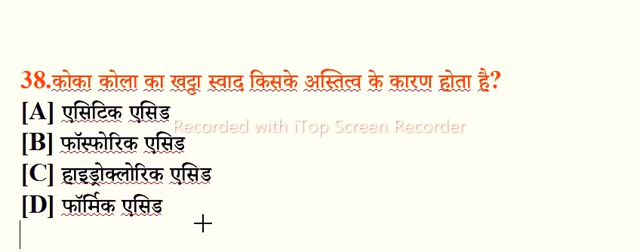 38.कोका कोला का खट्टा स्वाद किसके अस्तित्व के कारण होता है?
[A] एसिटिक एसिड
Recorded with iTop Screen Recorder
[B] फॉस्फोरिक एसिड
[C] हाइड्रोक्लोरिक एसिड
[D] फॉर्मिक एसिड